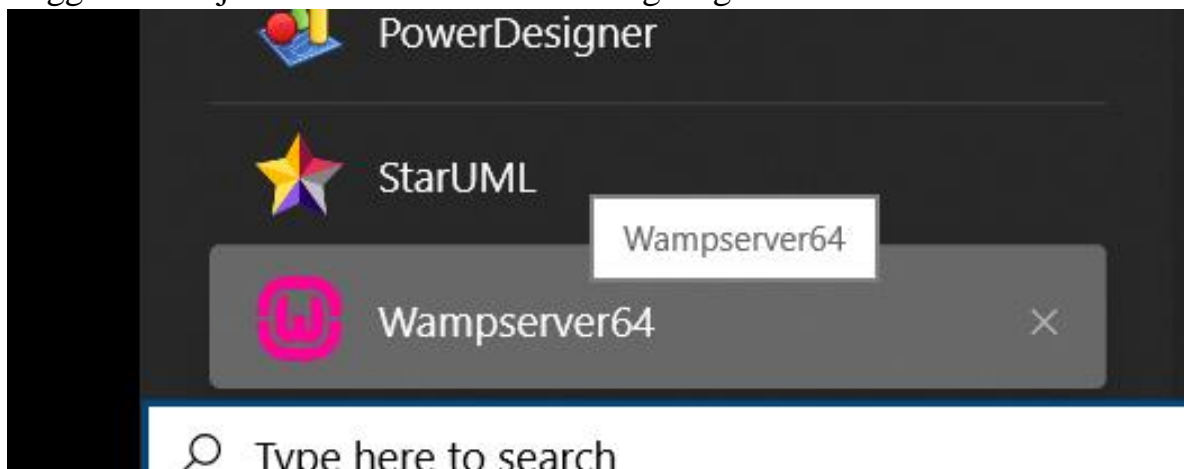 PowerDesigner
StarUML
Wampserver64
Wampserver64
Type here to search